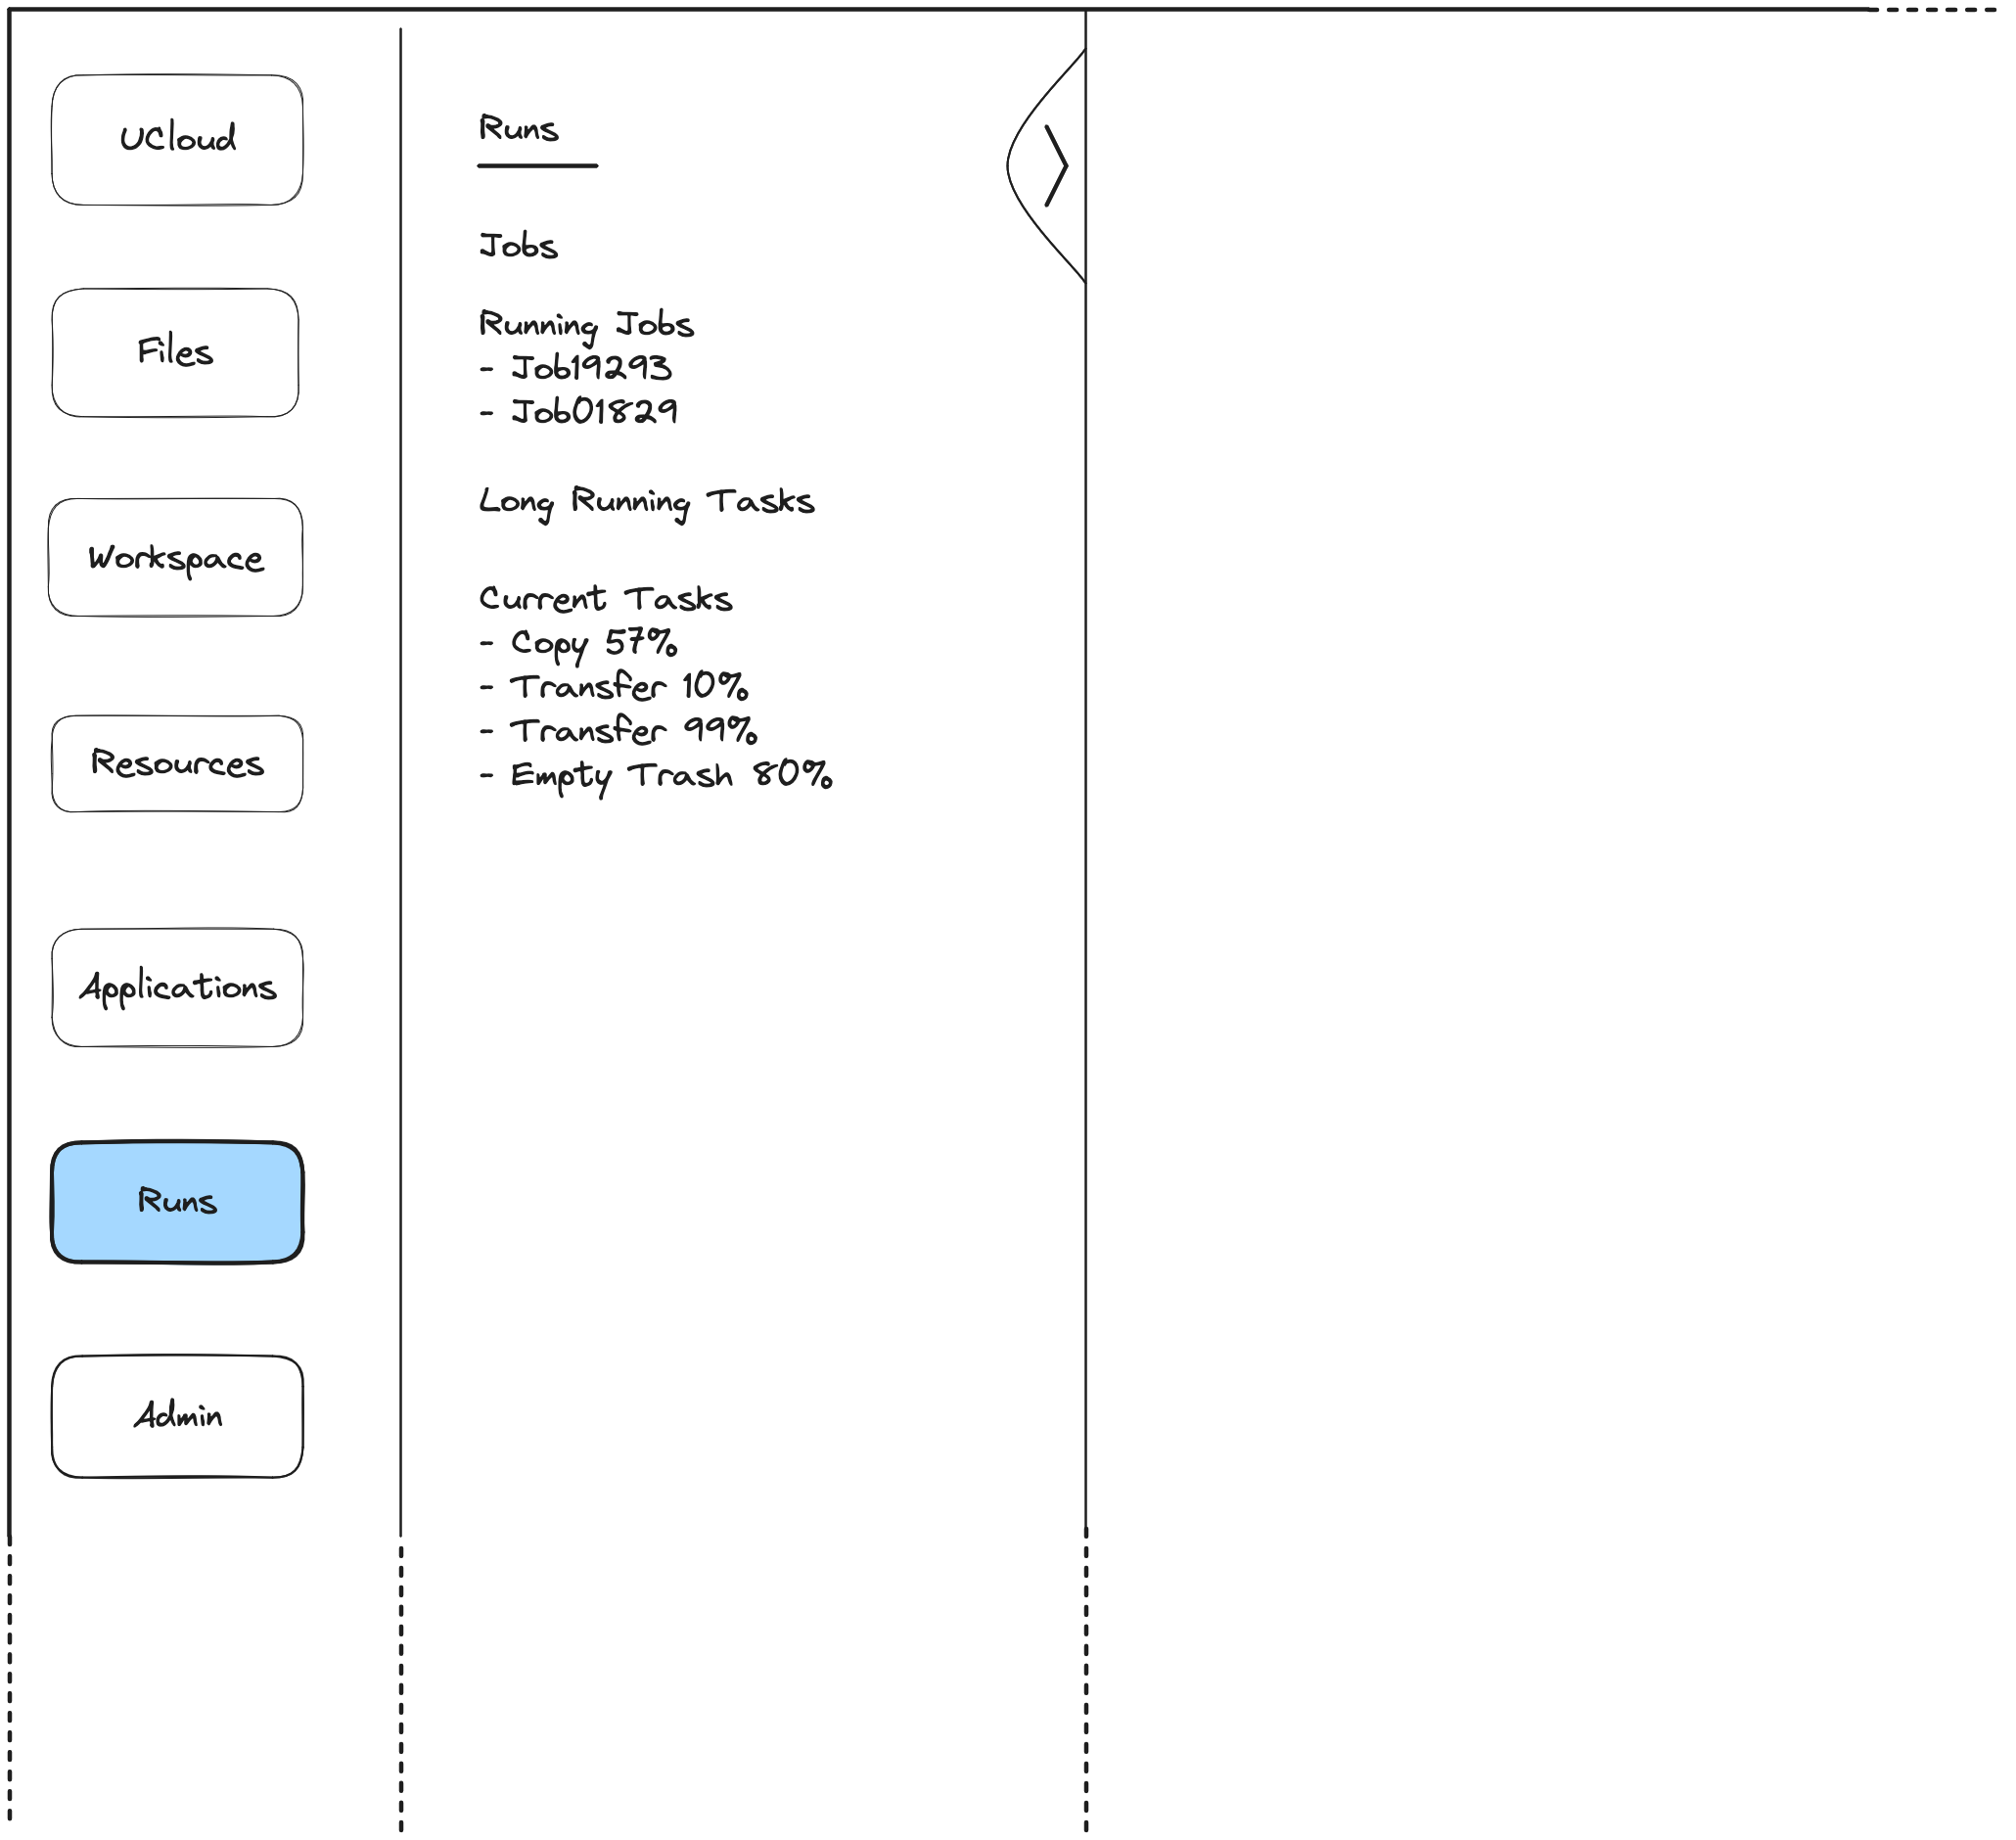 UCloud
Files
Workspace
Resources
Applications
Runs
Admin
Runs
Jobs
Running Jobs
- Job19293
- Job01829
Long Running Tasks
Current Tasks
- Copy 57%
- Transfer 10%
- Transfer 99%
- Empty Trash 80%